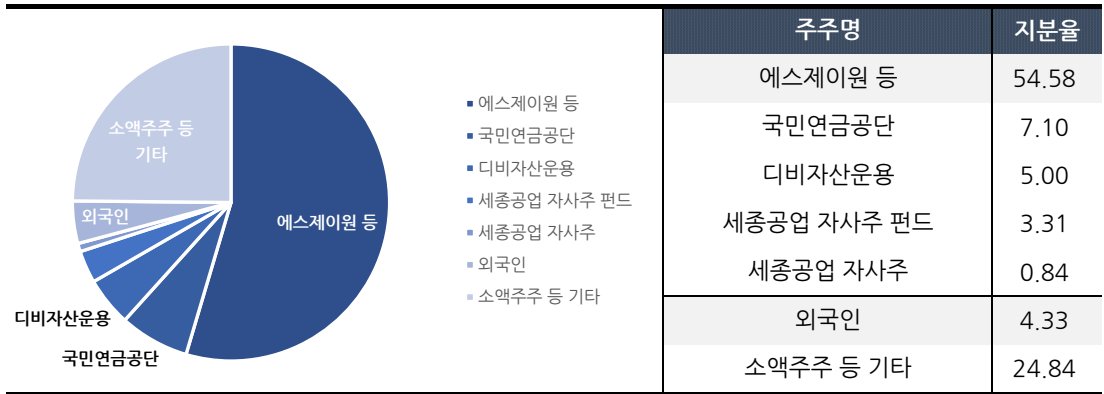 소액주주 등
기타
외국인
에스제이원 등
디비자산운용
국민연금공단
에스제이원 등
국민연금공단
디비자산운용
세종공업 자사주 펀드
세종공업 자사주
외국인
소액주주 등 기타
주주명 지분율
에스제이원 등 54.58
국민연금공단 7.10
디비자산운용 5.00
세종공업 자사주 펀드 3.31
세종공업 자사주 0.84
외국인 4.33
소액주주 등 기타 24.84